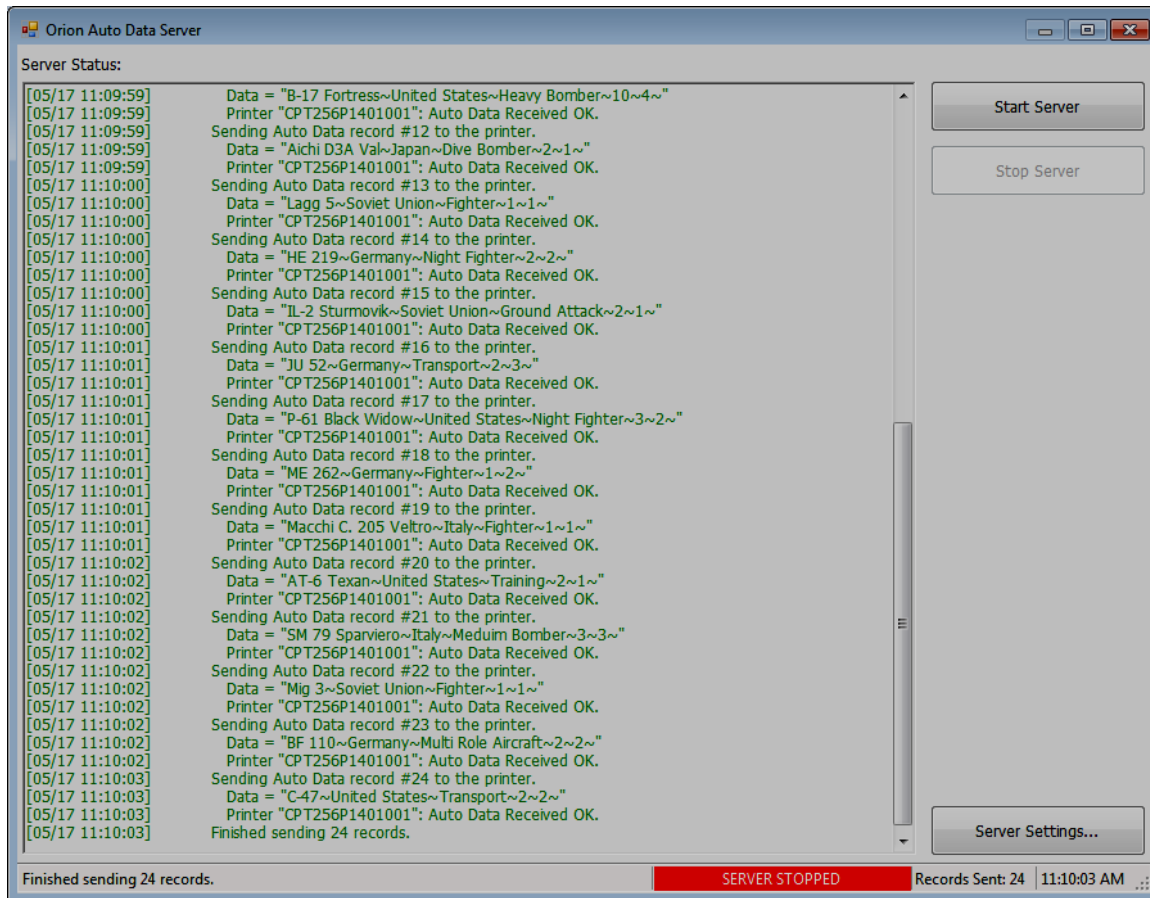 Orion Auto Data Server
Server Status:
[05/17 11:09:59] Data = "B-17 Fortress~United States~Heavy Bomber~10~4~"
[05/17 11:09:59] Printer "CPT256P1401001": Auto Data Received OK.
[05/17 11:09:59] Sending Auto Data record #12 to the printer.
[05/17 11:09:59] Data = "Aichi D3A Val~Japan~Dive Bomber~2~1~"
[05/17 11:09:59] Printer "CPT256P1401001": Auto Data Received OK.
[05/17 11:10:00] Sending Auto Data record #13 to the printer.
[05/17 11:10:00] Data = "Lagg 5~Soviet Union~Fighter~1~1~"
[05/17 11:10:00] Printer "CPT256P1401001": Auto Data Received OK.
[05/17 11:10:00] Sending Auto Data record #14 to the printer.
[05/17 11:10:00] Data = "HE 219~Germany~Night Fighter~2~2~"
[05/17 11:10:00] Printer "CPT256P1401001": Auto Data Received OK.
[05/17 11:10:00] Sending Auto Data record #15 to the printer.
[05/17 11:10:00] Data = "IL-2 Sturmovik~Soviet Union~Ground Attack~2~1~"
[05/17 11:10:00] Printer "CPT256P1401001": Auto Data Received OK.
[05/17 11:10:01] Sending Auto Data record #16 to the printer.
[05/17 11:10:01] Data = "JU 52~Germany~Transport~2~3~"
[05/17 11:10:01] Printer "CPT256P1401001": Auto Data Received OK.
[05/17 11:10:01] Sending Auto Data record #17 to the printer.
[05/17 11:10:01] Data = "P-61 Black Widow~United States~Night Fighter~3~2~"
[05/17 11:10:01] Printer "CPT256P1401001": Auto Data Received OK.
[05/17 11:10:01] Sending Auto Data record #18 to the printer.
[05/17 11:10:01] Data = "ME 262~Germany~Fighter~1~2~"
[05/17 11:10:01] Printer "CPT256P1401001": Auto Data Received OK.
[05/17 11:10:01] Sending Auto Data record #19 to the printer.
[05/17 11:10:01] Data = "Macchi C. 205 Veltro~Italy~Fighter~1~1~"
[05/17 11:10:01] Printer "CPT256P1401001": Auto Data Received OK.
[05/17 11:10:02] Sending Auto Data record #20 to the printer.
[05/17 11:10:02] Data = "AT-6 Texan~United States~Training~2~1~"
[05/17 11:10:02] Printer "CPT256P1401001": Auto Data Received OK.
[05/17 11:10:02] Sending Auto Data record #21 to the printer.
[05/17 11:10:02] Data = "SM 79 Sparviero~Italy~Meduim Bomber~3~3~"
[05/17 11:10:02] Printer "CPT256P1401001": Auto Data Received OK.
[05/17 11:10:02] Sending Auto Data record #22 to the printer.
[05/17 11:10:02] Data = "Mig 3~Soviet Union~Fighter~1~1~"
[05/17 11:10:02] Printer "CPT256P1401001": Auto Data Received OK.
[05/17 11:10:02] Sending Auto Data record #23 to the printer.
[05/17 11:10:02] Data = "BF 110~Germany~Multi Role Aircraft~2~2~"
[05/17 11:10:02] Printer "CPT256P1401001": Auto Data Received OK.
[05/17 11:10:03] Sending Auto Data record #24 to the printer.
[05/17 11:10:03] Data = "C-47~United States~Transport~2~2~"
[05/17 11:10:03] Printer "CPT256P1401001": Auto Data Received OK.
[05/17 11:10:03] Finished sending 24 records.
Start Server
Stop Server
Server Settings...
Finished sending 24 records.
SERVER STOPPED
Records Sent: 24
11:10:03 AM